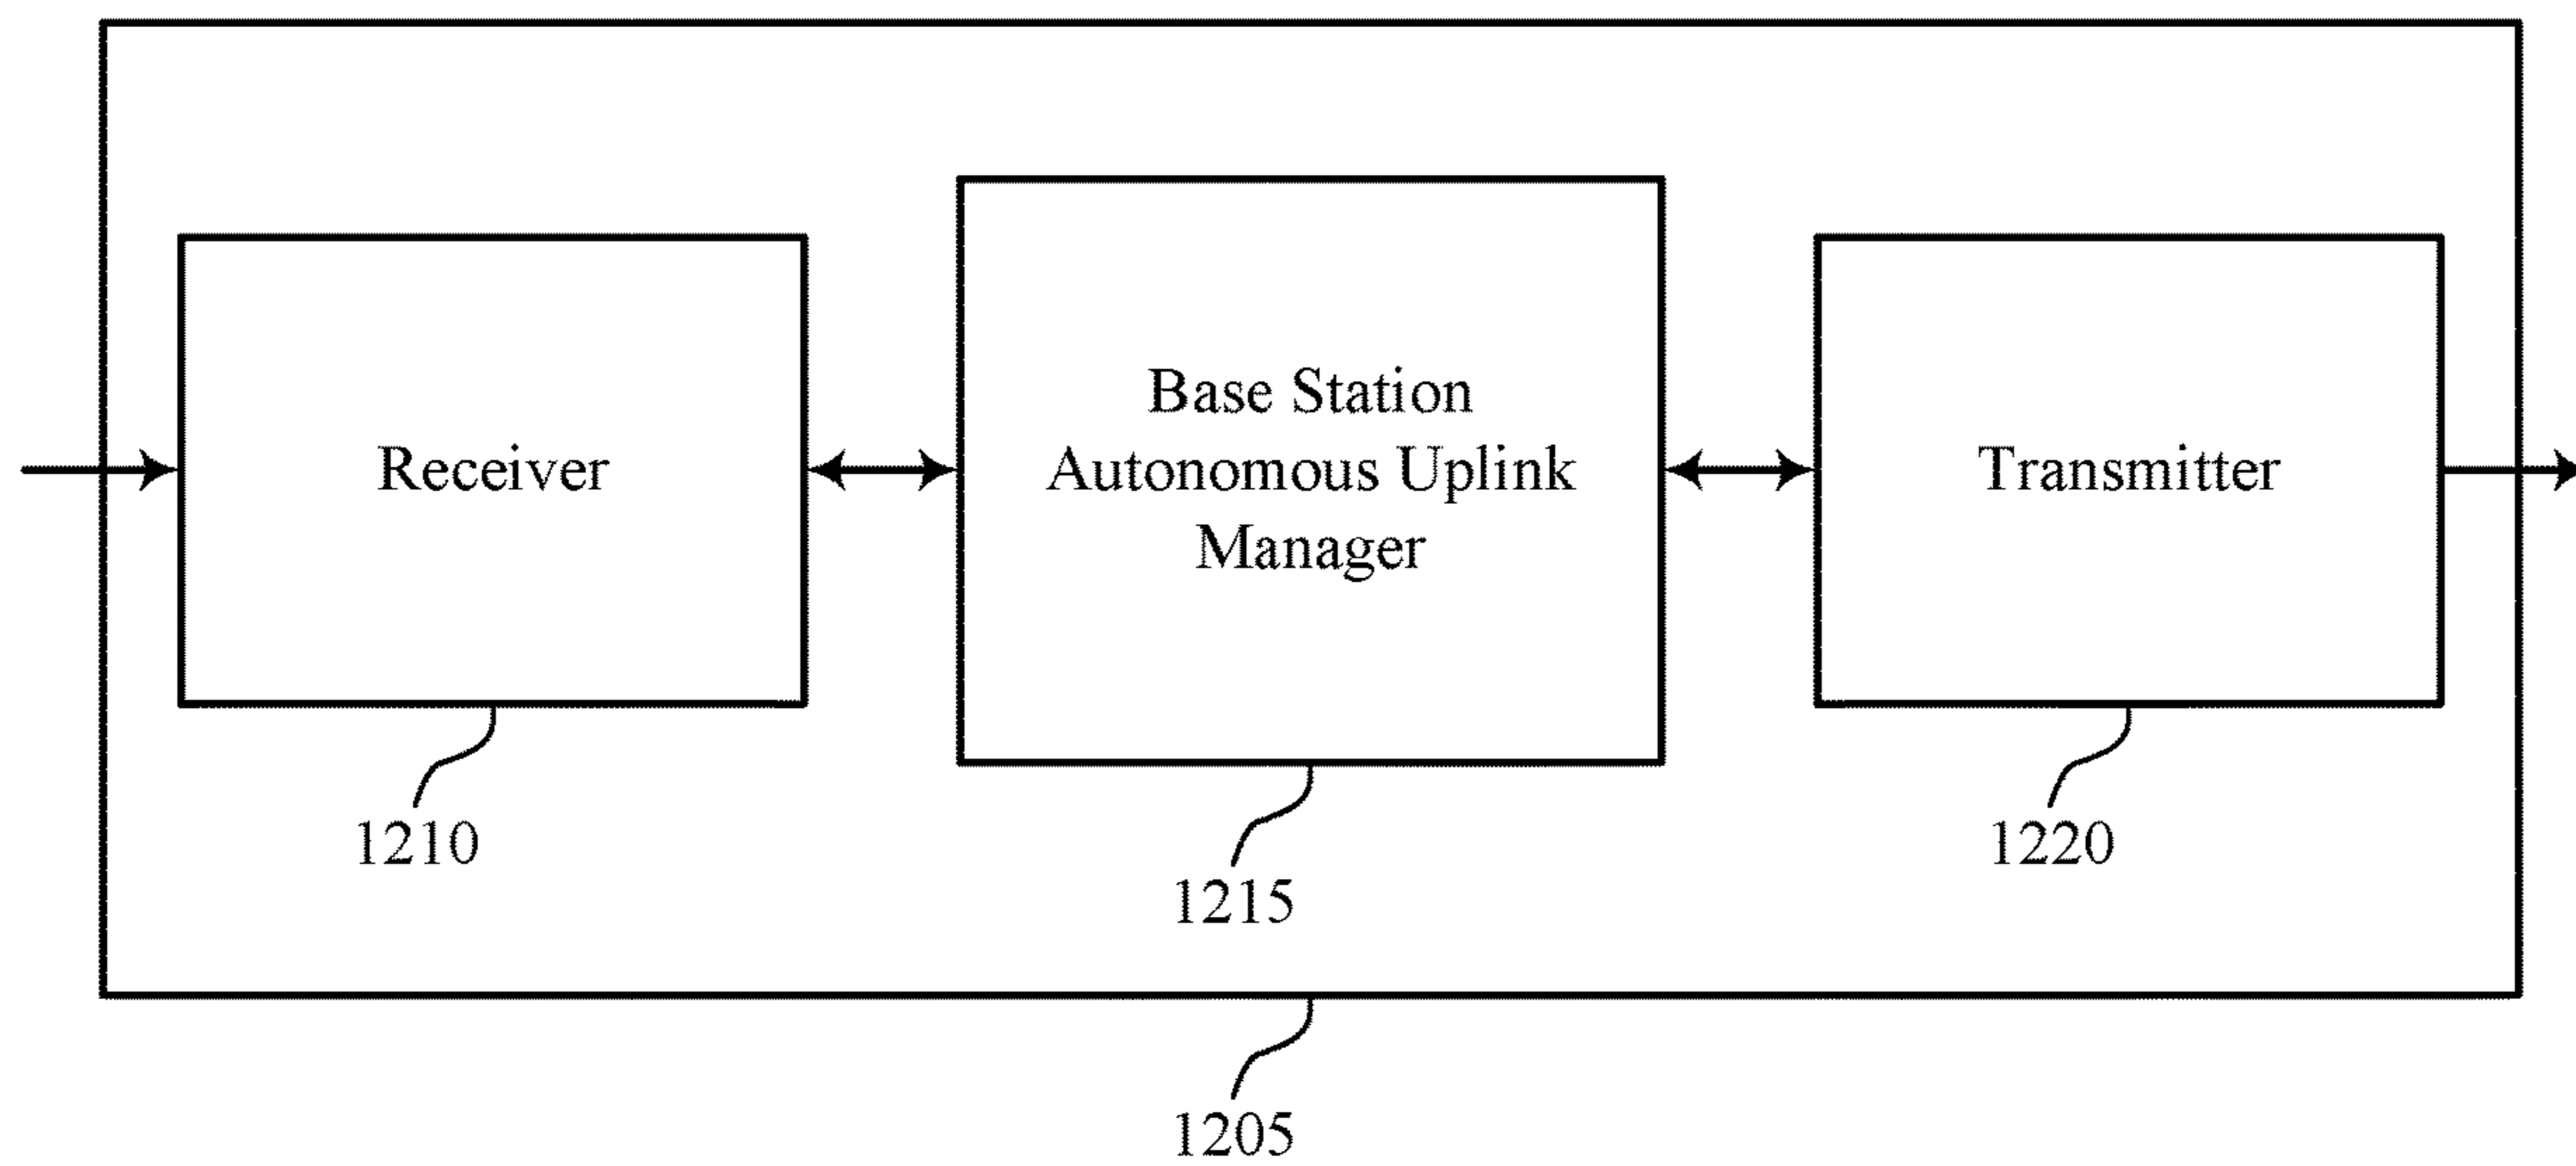 Receiver
Base Station
Autonomous Uplink
Manager
Transmitter
1210
1215
1220
1205